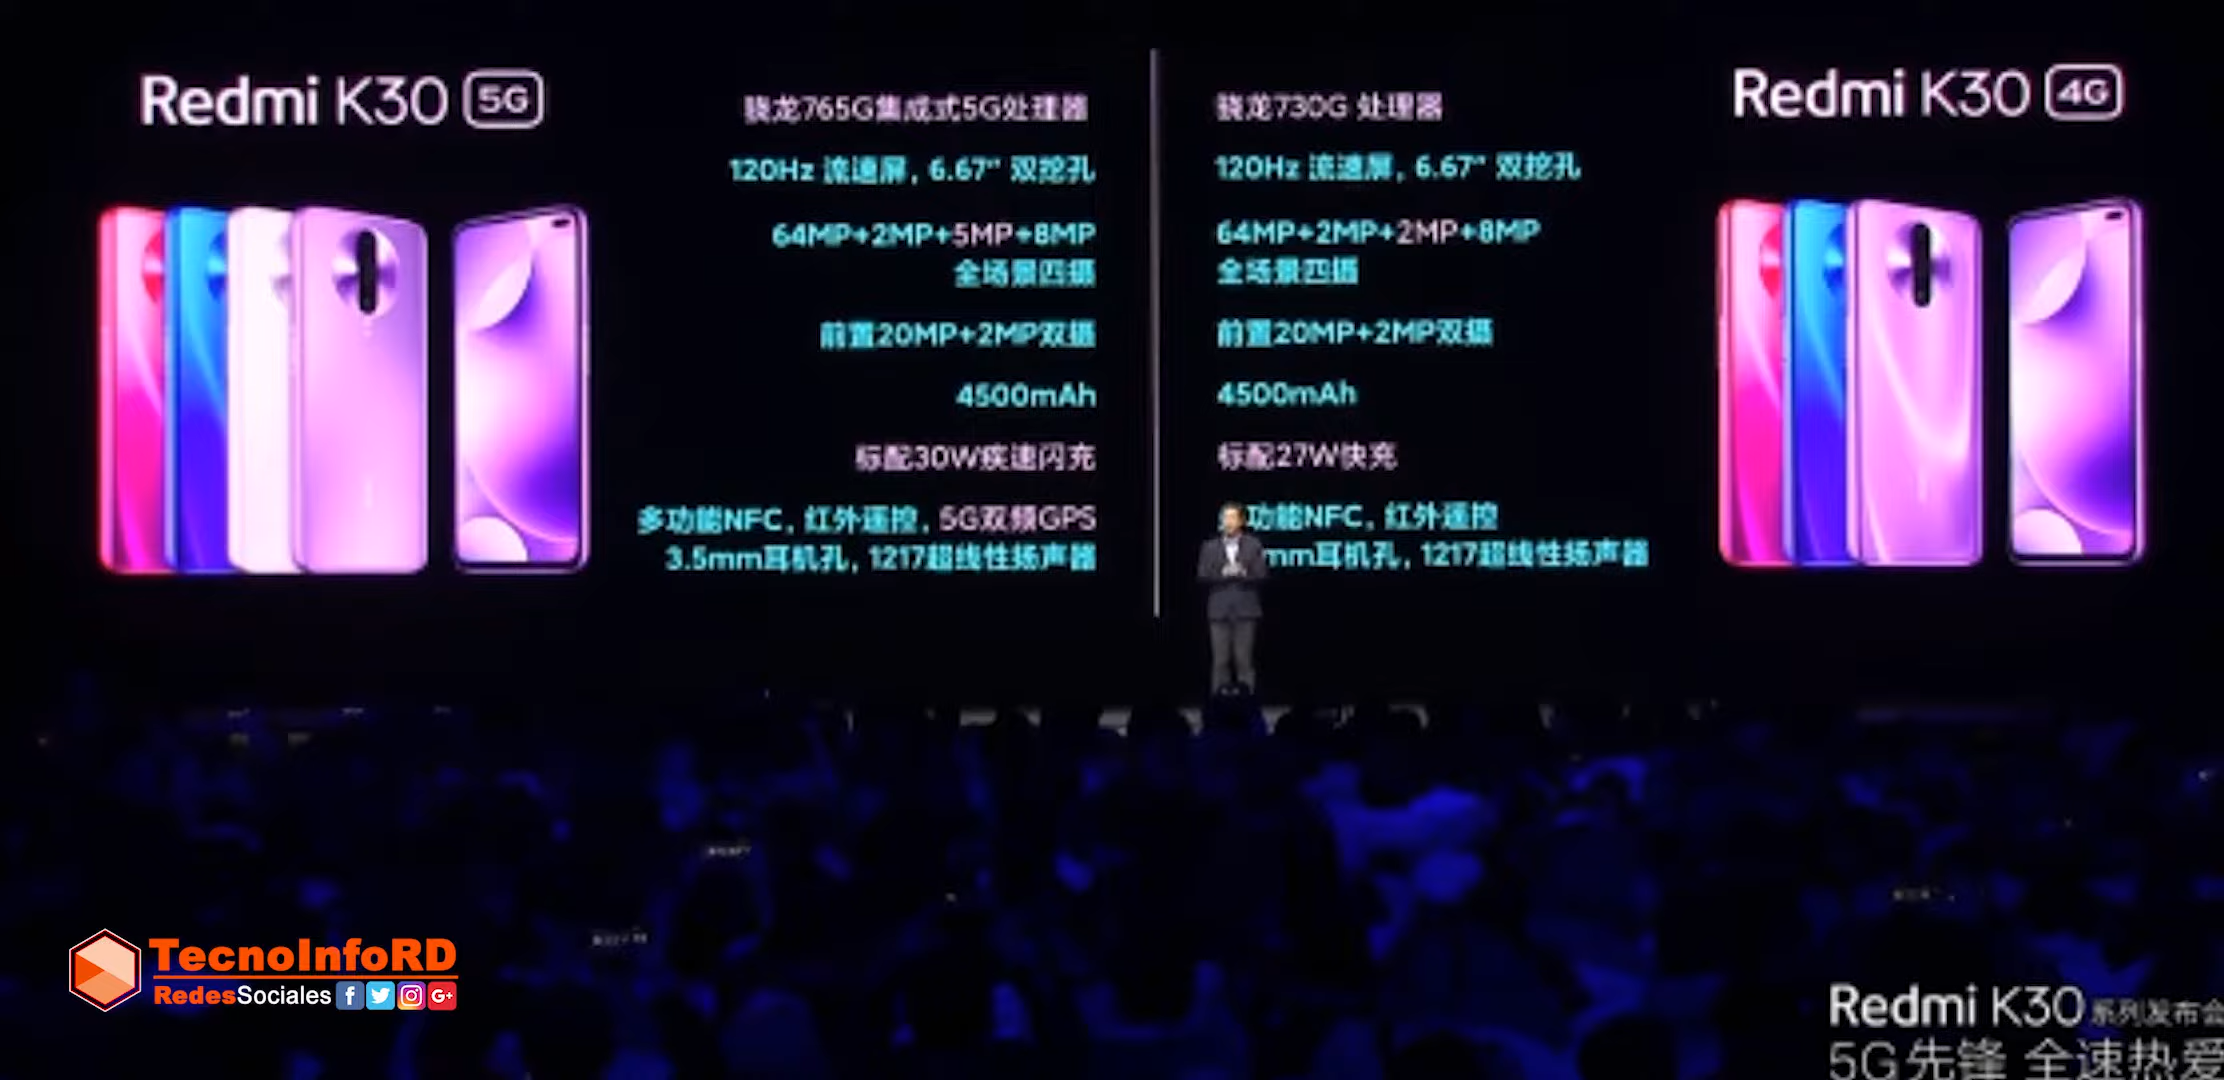 Redmi K30 5G
骁龙765G集成式5G处理器
120Hz 流速屏, 6.67" 双挖孔
64MP+2MP+5MP+8MP
全场景四摄
前置20MP+2MP双摄
4500mAh
标配30W疾速闪充
多功能NFC, 红外遥控, 5G双频GPS
3.5mm耳机孔, 1217超线性扬声器
Redmi K30 4G
骁龙730G 处理器
120Hz 流速屏, 6.67" 双挖孔
64MP+2MP+2MP+8MP
全场景四摄
前置20MP+2MP双摄
4500mAh
标配27W快充
功能NFC, 红外遥控
mm耳机孔, 1217超线性扬声器
TecnoInfoRD
RedesSociales
Redmi K30 系列发布会
5G先锋 全速热爱